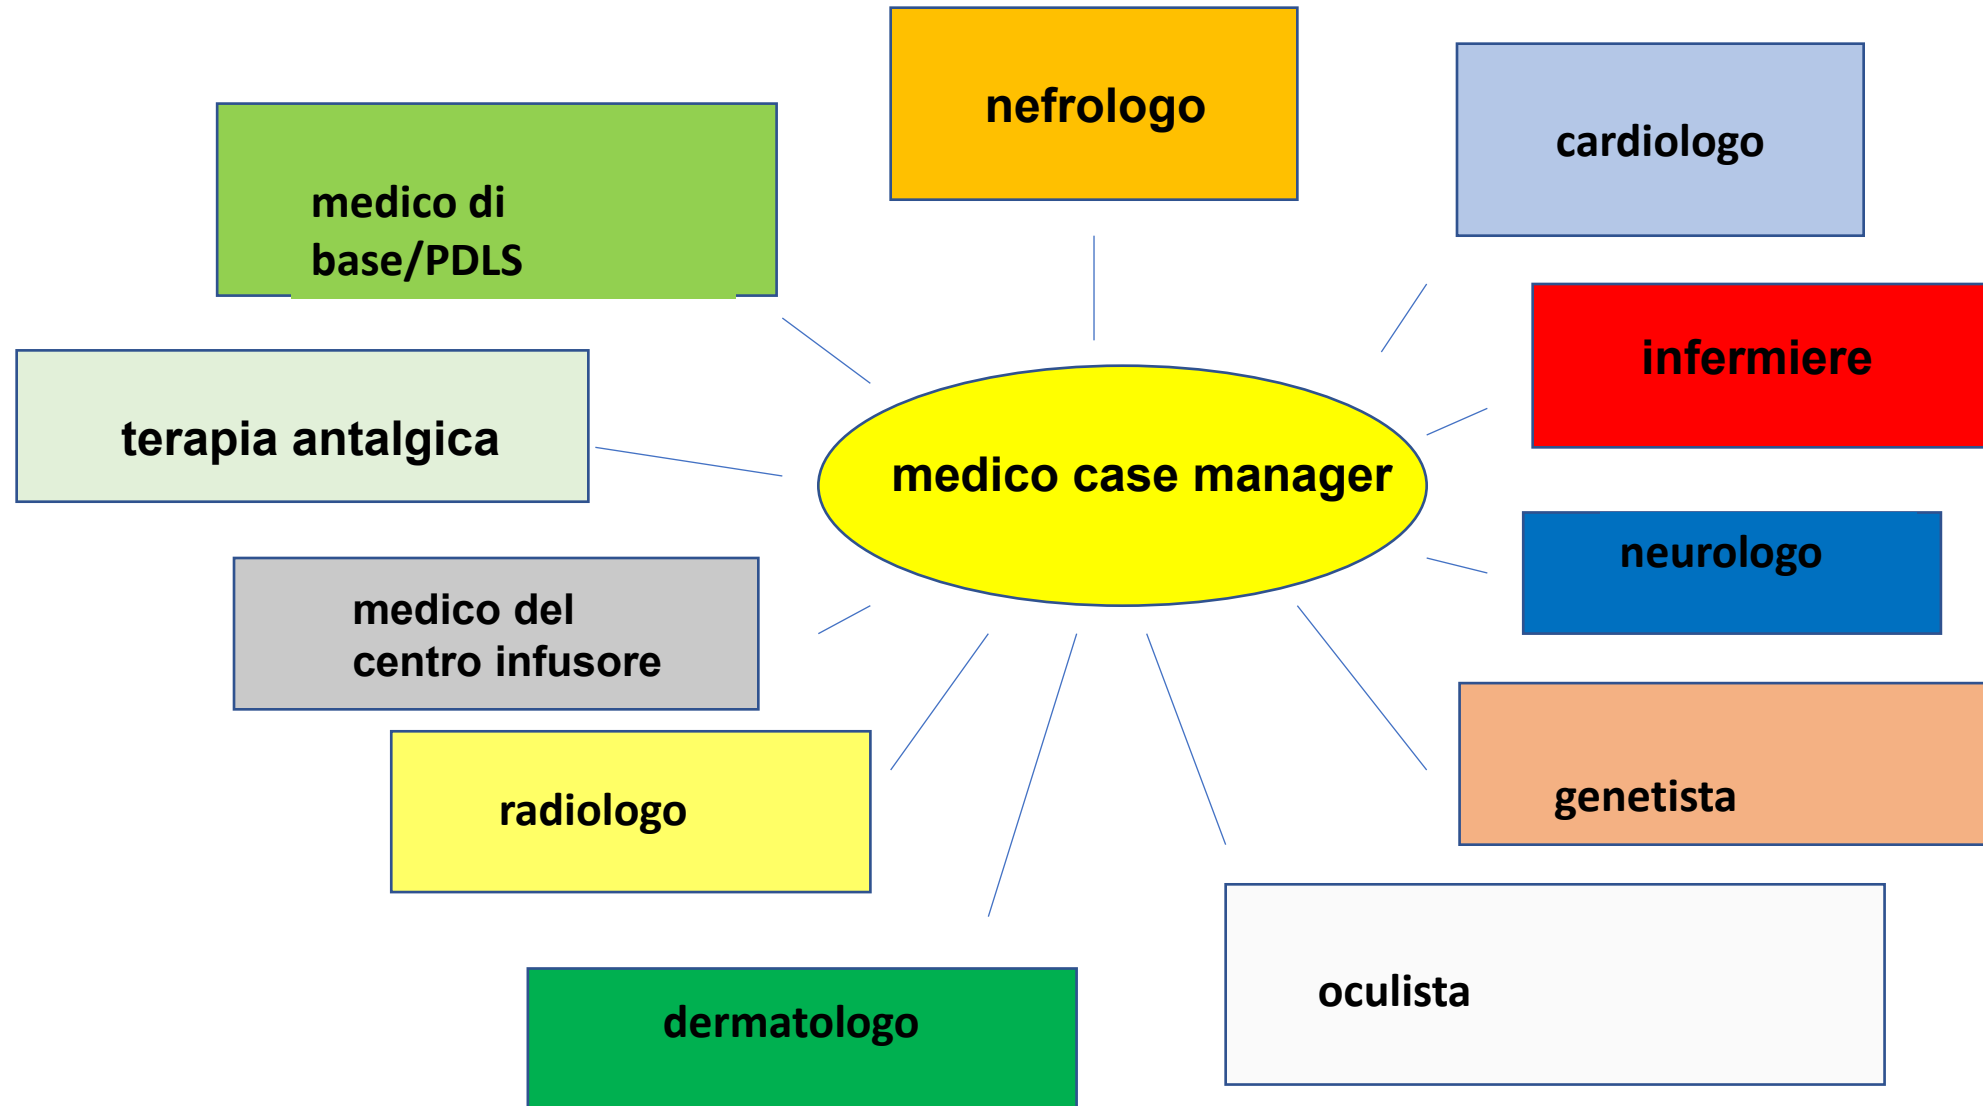 nefrologo
cardiologo
medico di
base/PDLS
infermiere
terapia antalgica
medico case manager
neurologo
medico del
centro infusore
genetista
radiologo
oculista
dermatologo